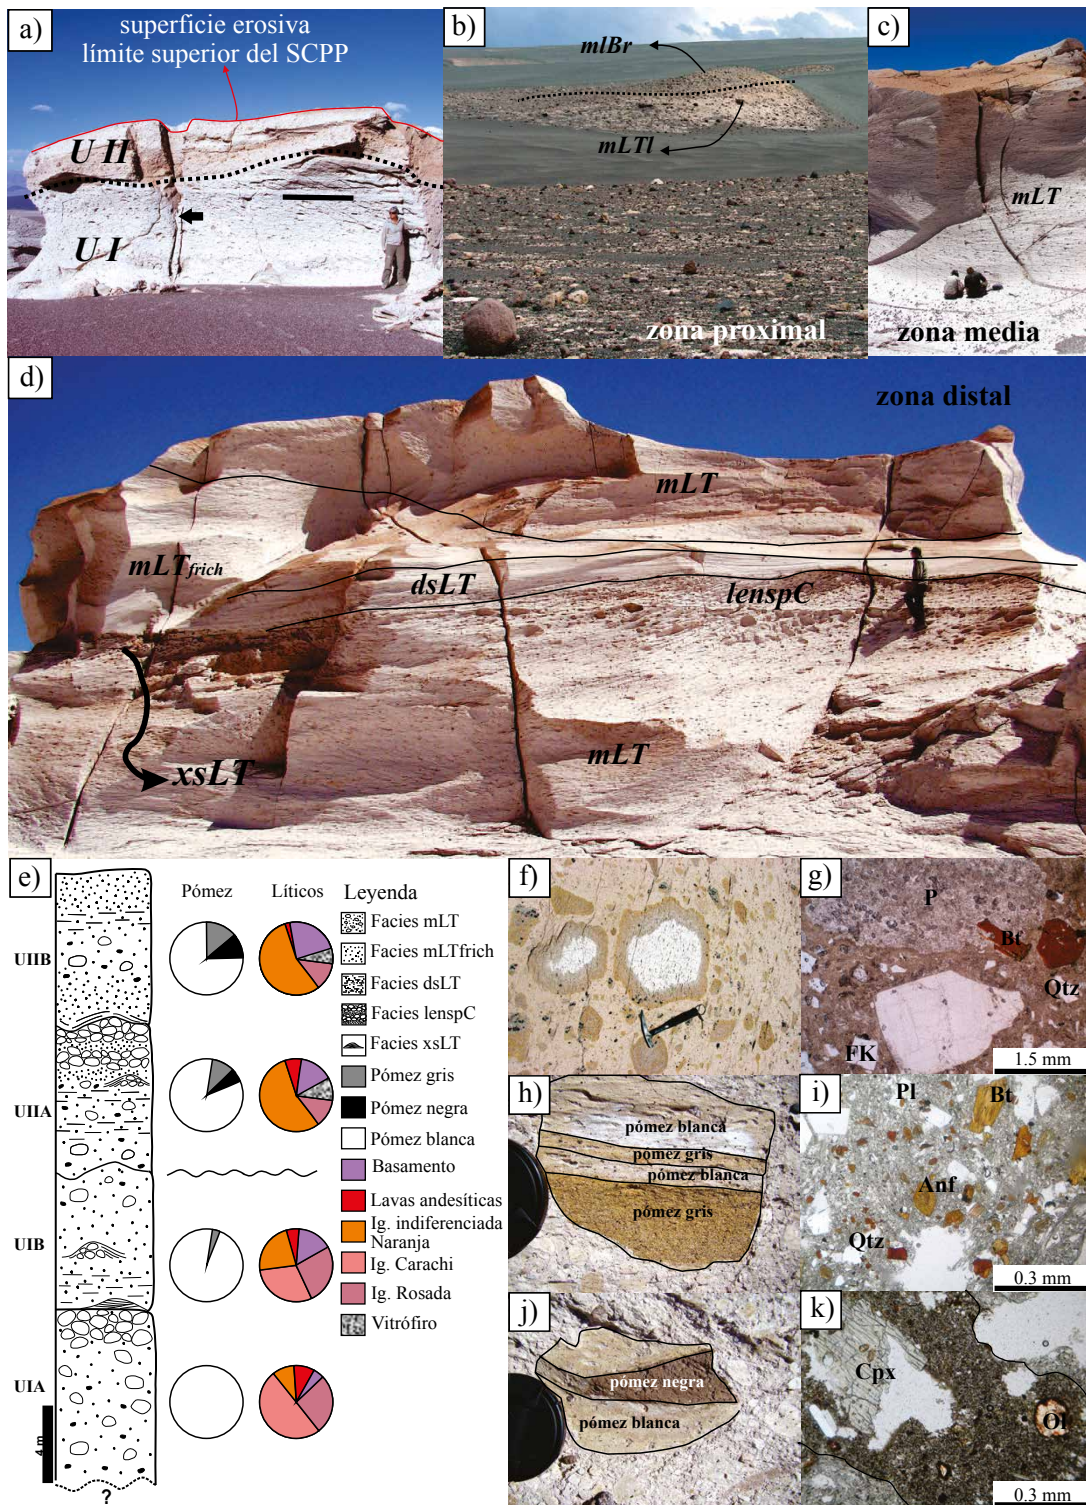 a)
superficie erosiva
límite superior del SCPP
U II
U I
b)
mlBr
mLTl
zona proximal
c)
mLT
zona media
d)
zona distal
mLT
mLTfrich
dsLT
lenspC
mLT
xsLT
e)
Pómez
Líticos
Leyenda
Facies mLT
Facies mLTfrich
Facies dsLT
Facies lenspC
Facies xsLT
Pómez gris
Pómez negra
Pómez blanca
Basamento
Lavas andesíticas
Ig. indiferenciada
Naranja
Ig. Carachi
Ig. Rosada
Vitrófiro
UIIB
UIIA
UIB
UIA
4 m
?
f)
g)
P
Bt
Qtz
FK
1.5 mm
h)
pómez blanca
pómez gris
pómez blanca
pómez gris
i)
Pl
Bt
Anf
Qtz
0.3 mm
j)
pómez negra
pómez blanca
k)
Cpx
Ol
0.3 mm